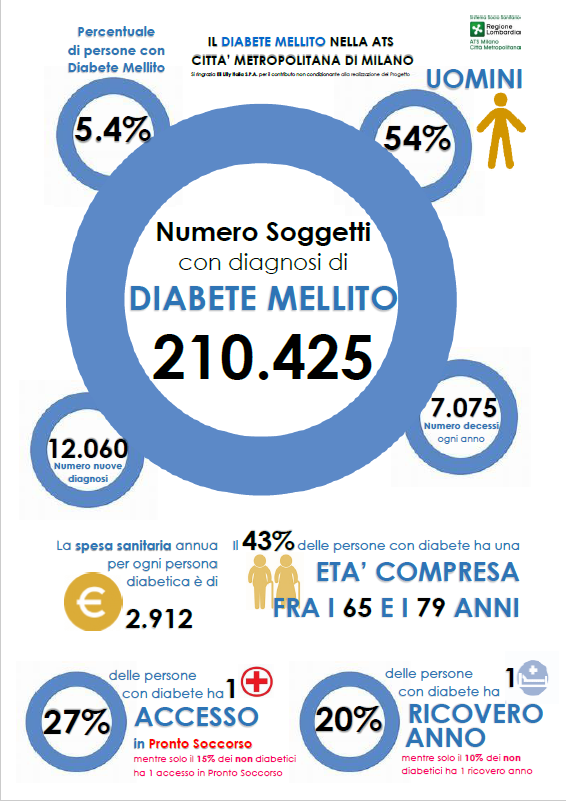 Percentuale
di persone con
Diabete Mellito
5.4%
IL DIABETE MELLITO NELLA ATS
CITTA’ METROPOLITANA DI MILANO
Si ringrazia Eli Lilly Italia S.P.A. per il contributo non condizionante alla realizzazione del Progetto
Sistema Socio Sanitario
Regione
Lombardia
ATS Milano
Città Metropolitana
UOMINI
54%
Numero Soggetti
con diagnosi di
DIABETE MELLITO
210.425
12.060
Numero nuove
diagnosi
7.075
Numero decessi
ogni anno
La spesa sanitaria annua
per ogni persona
diabetica è di
€
2.912
Il 43% delle persone con diabete ha una
ETA’ COMPRESA
FRA I 65 E I 79 ANNI
27%
delle persone
con diabete ha 1
ACCESSO
in Pronto Soccorso
mentre solo il 15% dei non diabetici
ha 1 accesso in Pronto Soccorso
20%
delle persone
con diabete ha 1
RICOVERO
ANNO
mentre solo il 10% dei non
diabetici ha 1 ricovero anno